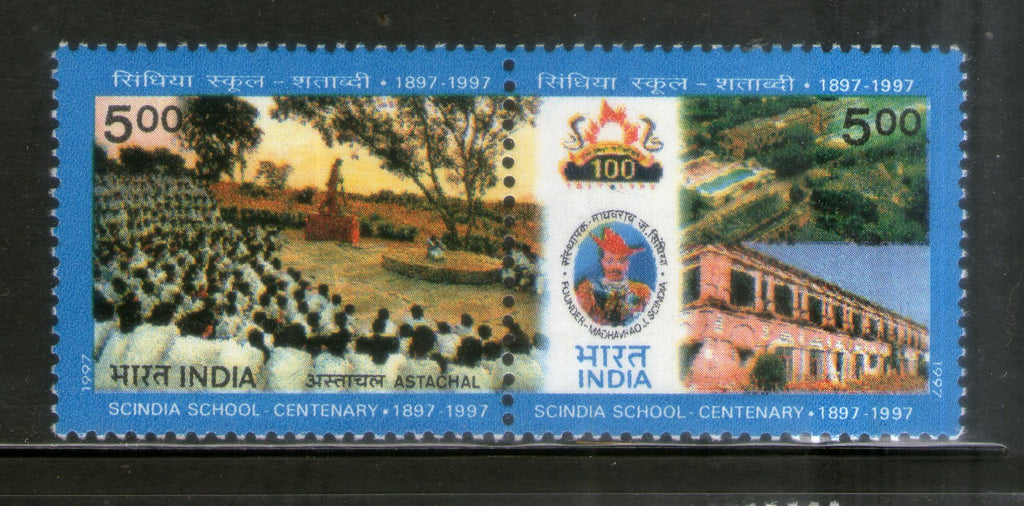 सिंधिया स्कूल - शताब्दी • 1897-1997
5.00
1997
भारत INDIA
अस्ताचल ASTACHAL
SCINDIA SCHOOL - CENTENARY • 1897-1997
सिंधिया स्कूल - शताब्दी • 1897-1997
5.00
100
संस्थापक-माधवराव ज. सिंधिया
FOUNDER - MADHAVRAO J. SCINDIA
भारत
INDIA
1997
SCINDIA SCHOOL - CENTENARY • 1897-1997